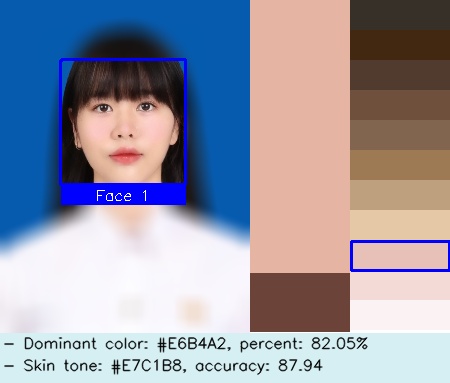 Face 1
- Dominant color: #E6B4A2, percent: 82.05%
- Skin tone: #E7C1B8, accuracy: 87.94